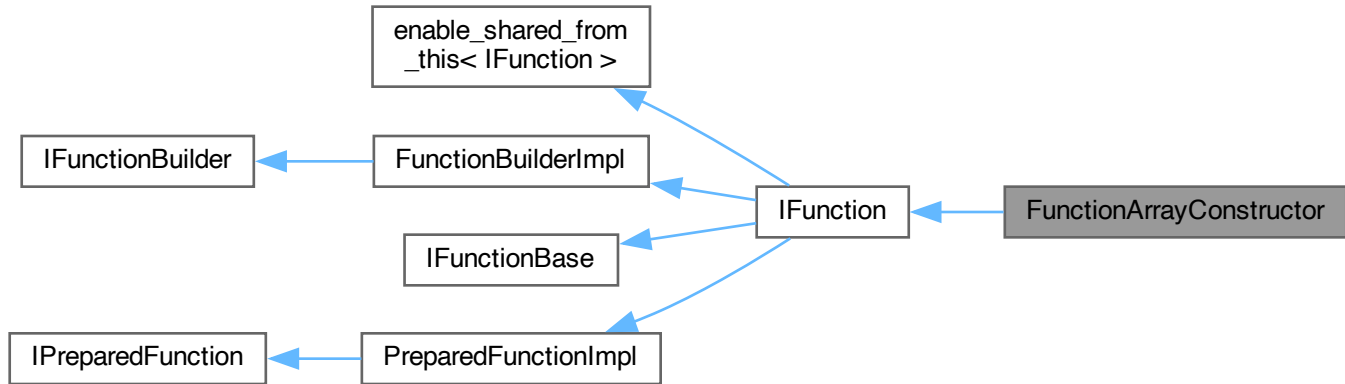 enable_shared_from
_this< IFunction >
IFunctionBuilder
FunctionBuilderImpl
IFunction
FunctionArrayConstructor
IFunctionBase
IPreparedFunction
PreparedFunctionImpl